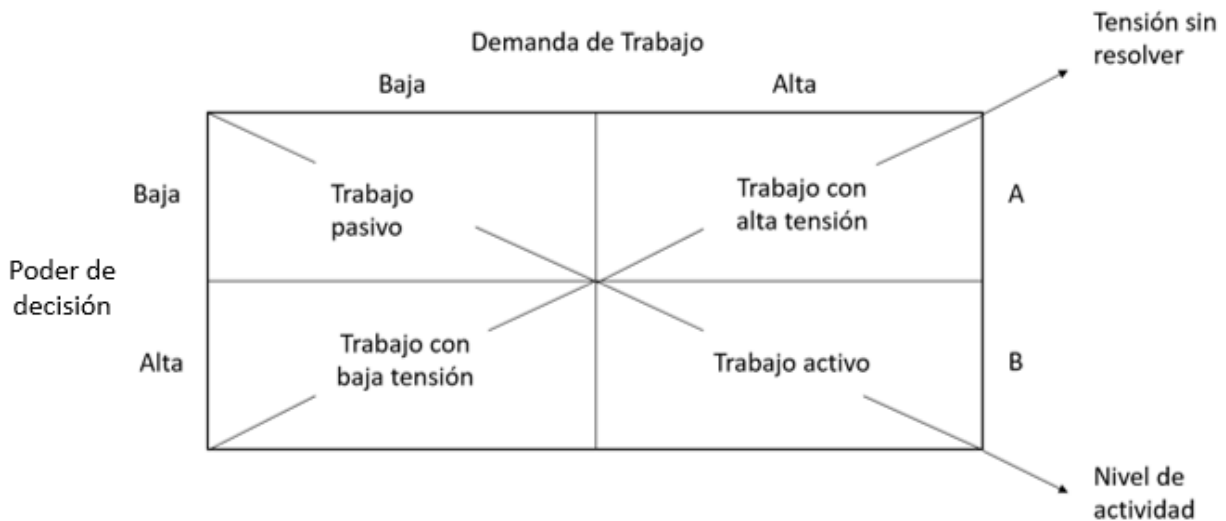 Demanda de Trabajo
Tensión sin
resolver
Baja
Alta
Baja
Trabajo
pasivo
Trabajo con
alta tensión
A
Poder de
decisión
Alta
Trabajo con
baja tensión
Trabajo activo
B
Nivel de
actividad